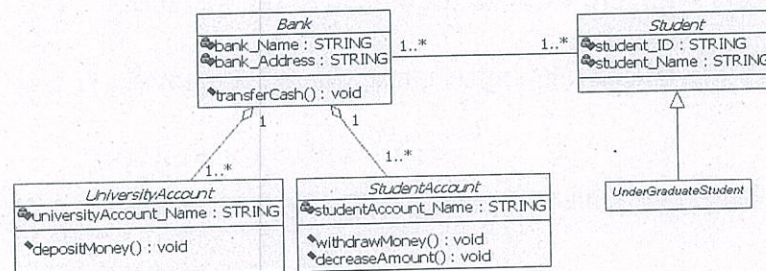 Bank
bank_Name : STRING
bank_Address : STRING
transferCash() : void
1..*
1..*
Student
student_ID : STRING
student_Name : STRING
1
1
1..*
1..*
UniversityAccount
universityAccount_Name : STRING
depositMoney() : void
StudentAccount
studentAccount_Name : STRING
withdrawMoney() : void
decreaseAmount() : void
UnderGraduateStudent